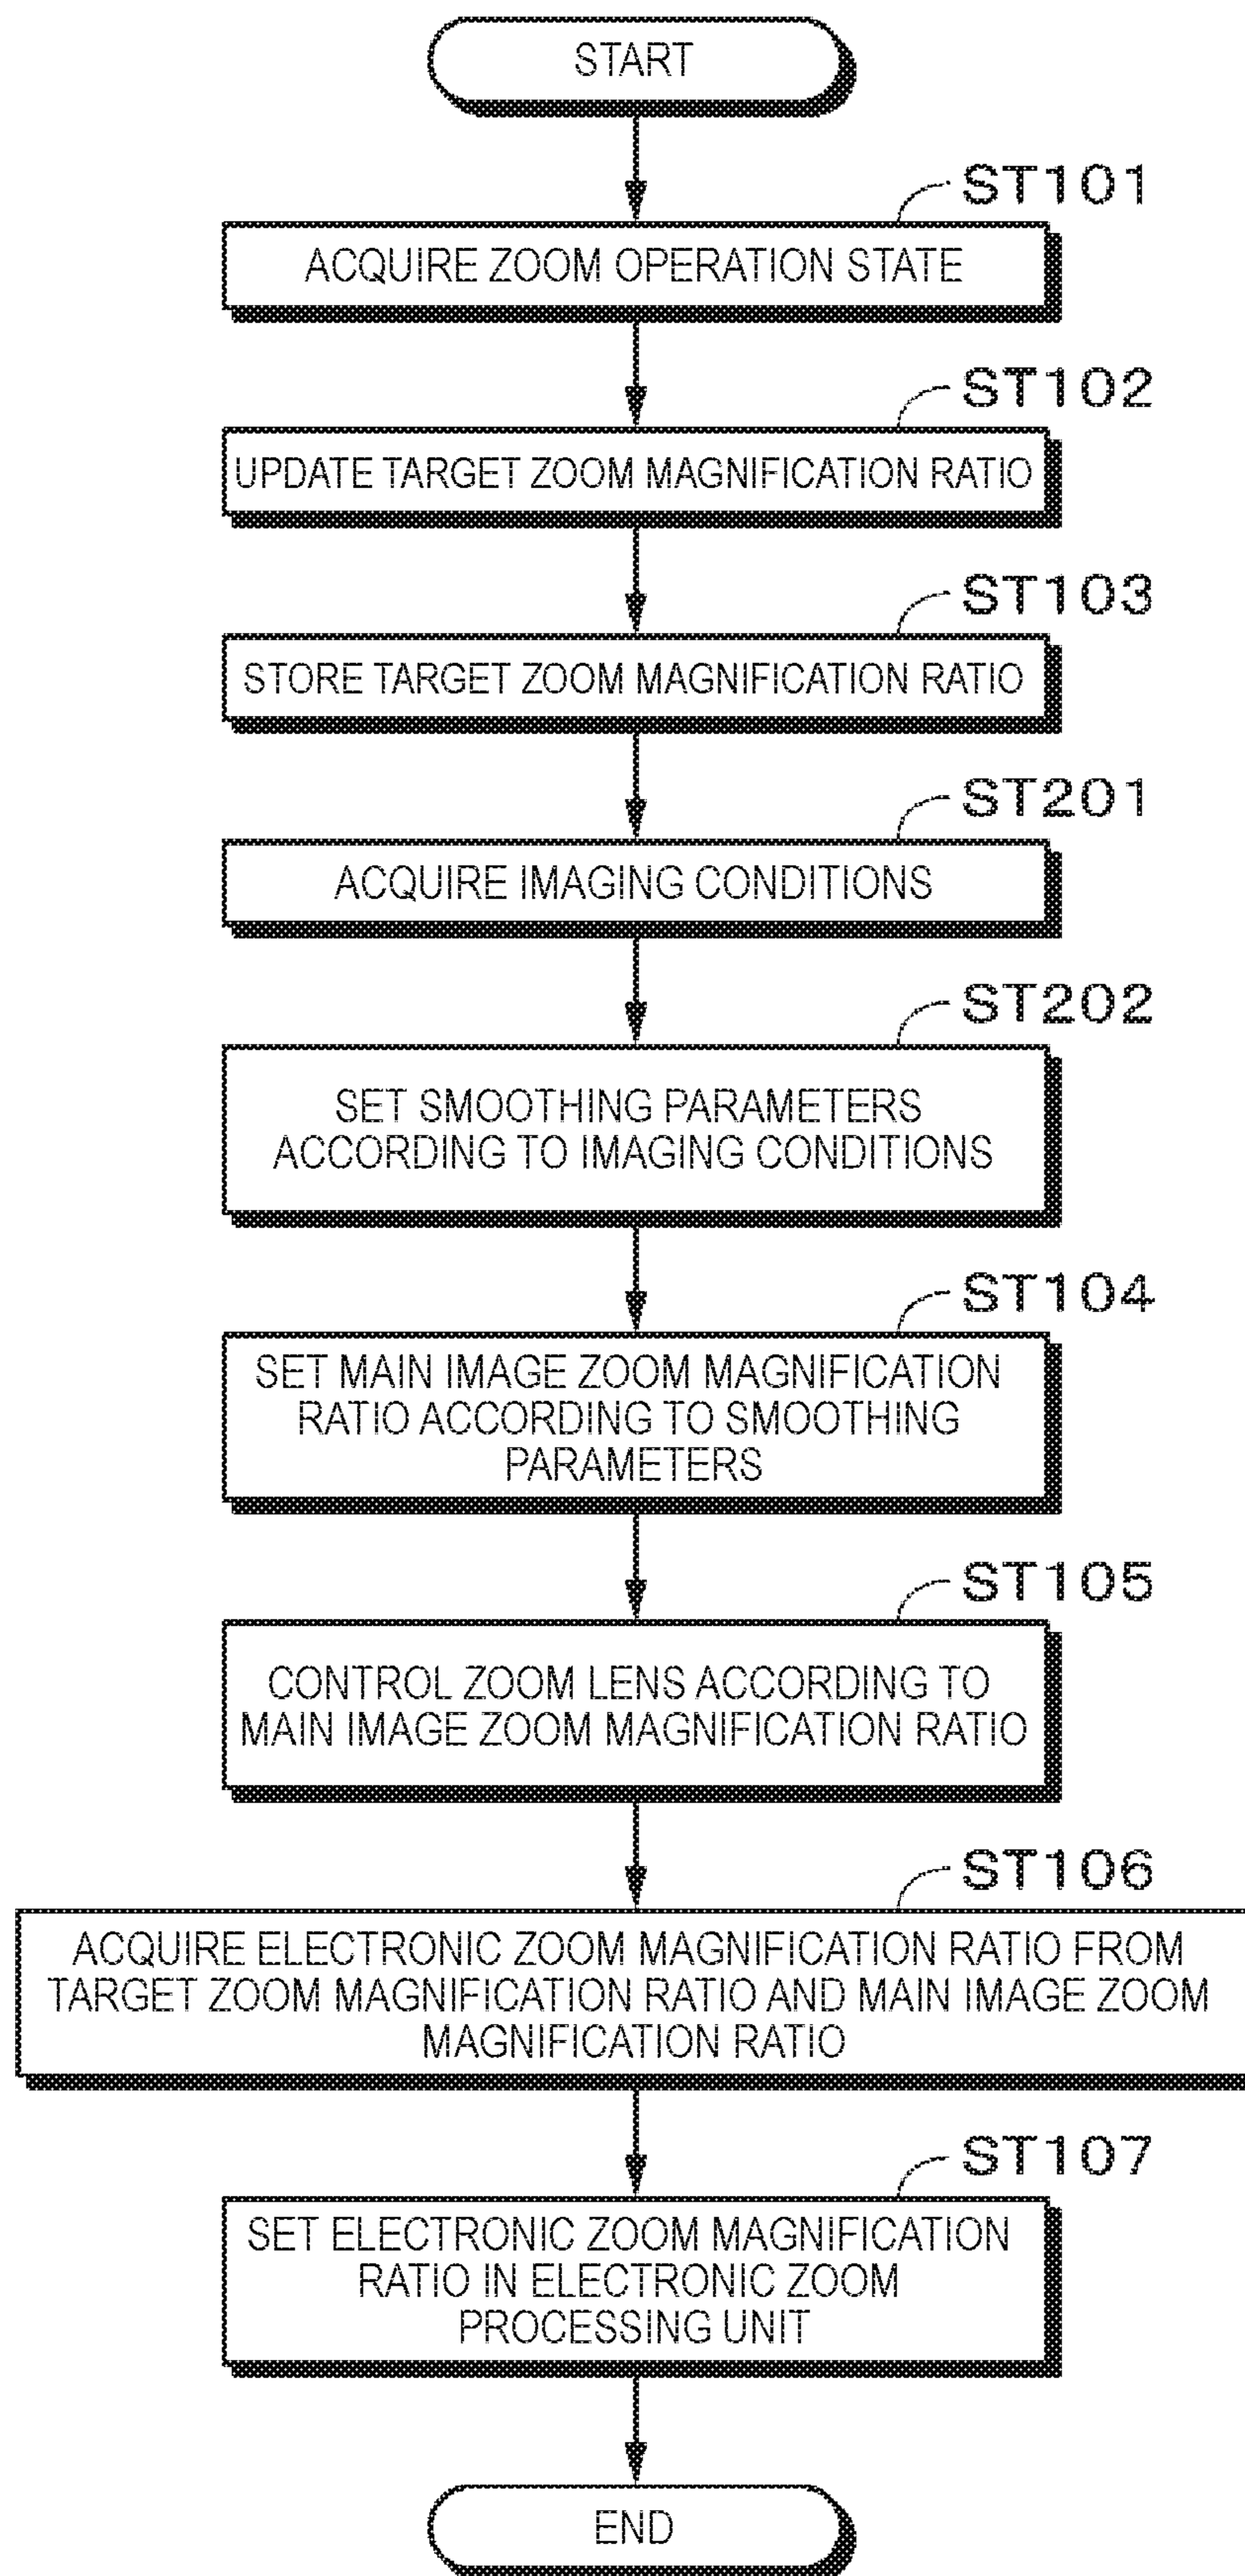 START
ST101
ACQUIRE ZOOM OPERATION STATE
ST102
UPDATE TARGET ZOOM MAGNIFICATION RATIO
ST103
STORE TARGET ZOOM MAGNIFICATION RATIO
ST201
ACQUIRE IMAGING CONDITIONS
ST202
SET SMOOTHING PARAMETERS
ACCORDING TO IMAGING CONDITIONS
ST104
SET MAIN IMAGE ZOOM MAGNIFICATION
RATIO ACCORDING TO SMOOTHING
PARAMETERS
ST105
CONTROL ZOOM LENS ACCORDING TO
MAIN IMAGE ZOOM MAGNIFICATION RATIO
ST106
ACQUIRE ELECTRONIC ZOOM MAGNIFICATION RATIO FROM
TARGET ZOOM MAGNIFICATION RATIO AND MAIN IMAGE ZOOM
MAGNIFICATION RATIO
ST107
SET ELECTRONIC ZOOM MAGNIFICATION
RATIO IN ELECTRONIC ZOOM
PROCESSING UNIT
END